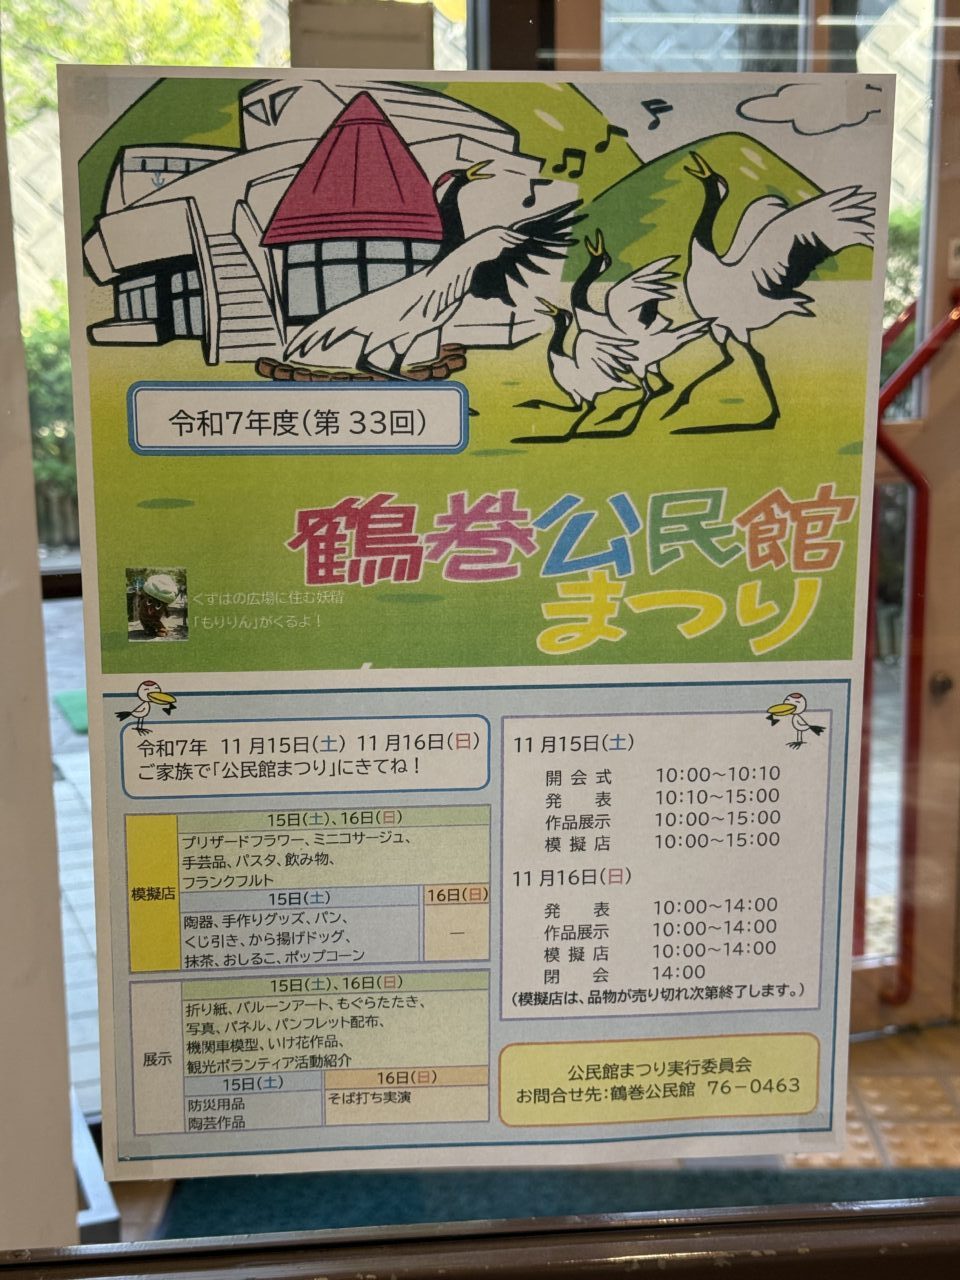 令和7年度(第 33回)
鶴巻公民館
まつり
くずはの広場に住む妖精
「もりりん」がくるよ！
令和7年 11月15日(土) 11月16日(日)
ご家族で「公民館まつり」にきてね！
模擬店
15日(土)、16日(日)
プリザードフラワー、ミニコサージュ、
手芸品、パスタ、飲み物、
フランクフルト
15日(土)
16日(日)
陶器、手作りグッズ、パン、
くじ引き、から揚げドッグ、
抹茶、おしるこ、ポップコーン
―
展示
15日(土)、16日(日)
折り紙、バルーンアート、もぐらたたき、
写真、パネル、パンフレット配布、
機関車模型、いけ花作品、
観光ボランティア活動紹介
15日(土)
16日(日)
防災用品
陶芸作品
そば打ち実演
11月15日(土)
開会式 10:00～10:10
発表 10:10～15:00
作品展示 10:00～15:00
模擬店 10:00～15:00
11月16日(日)
発表 10:00～14:00
作品展示 10:00～14:00
模擬店 10:00～14:00
閉会 14:00
(模擬店は、品物が売り切れ次第終了します。)
公民館まつり実行委員会
お問合せ先:鶴巻公民館 76-0463